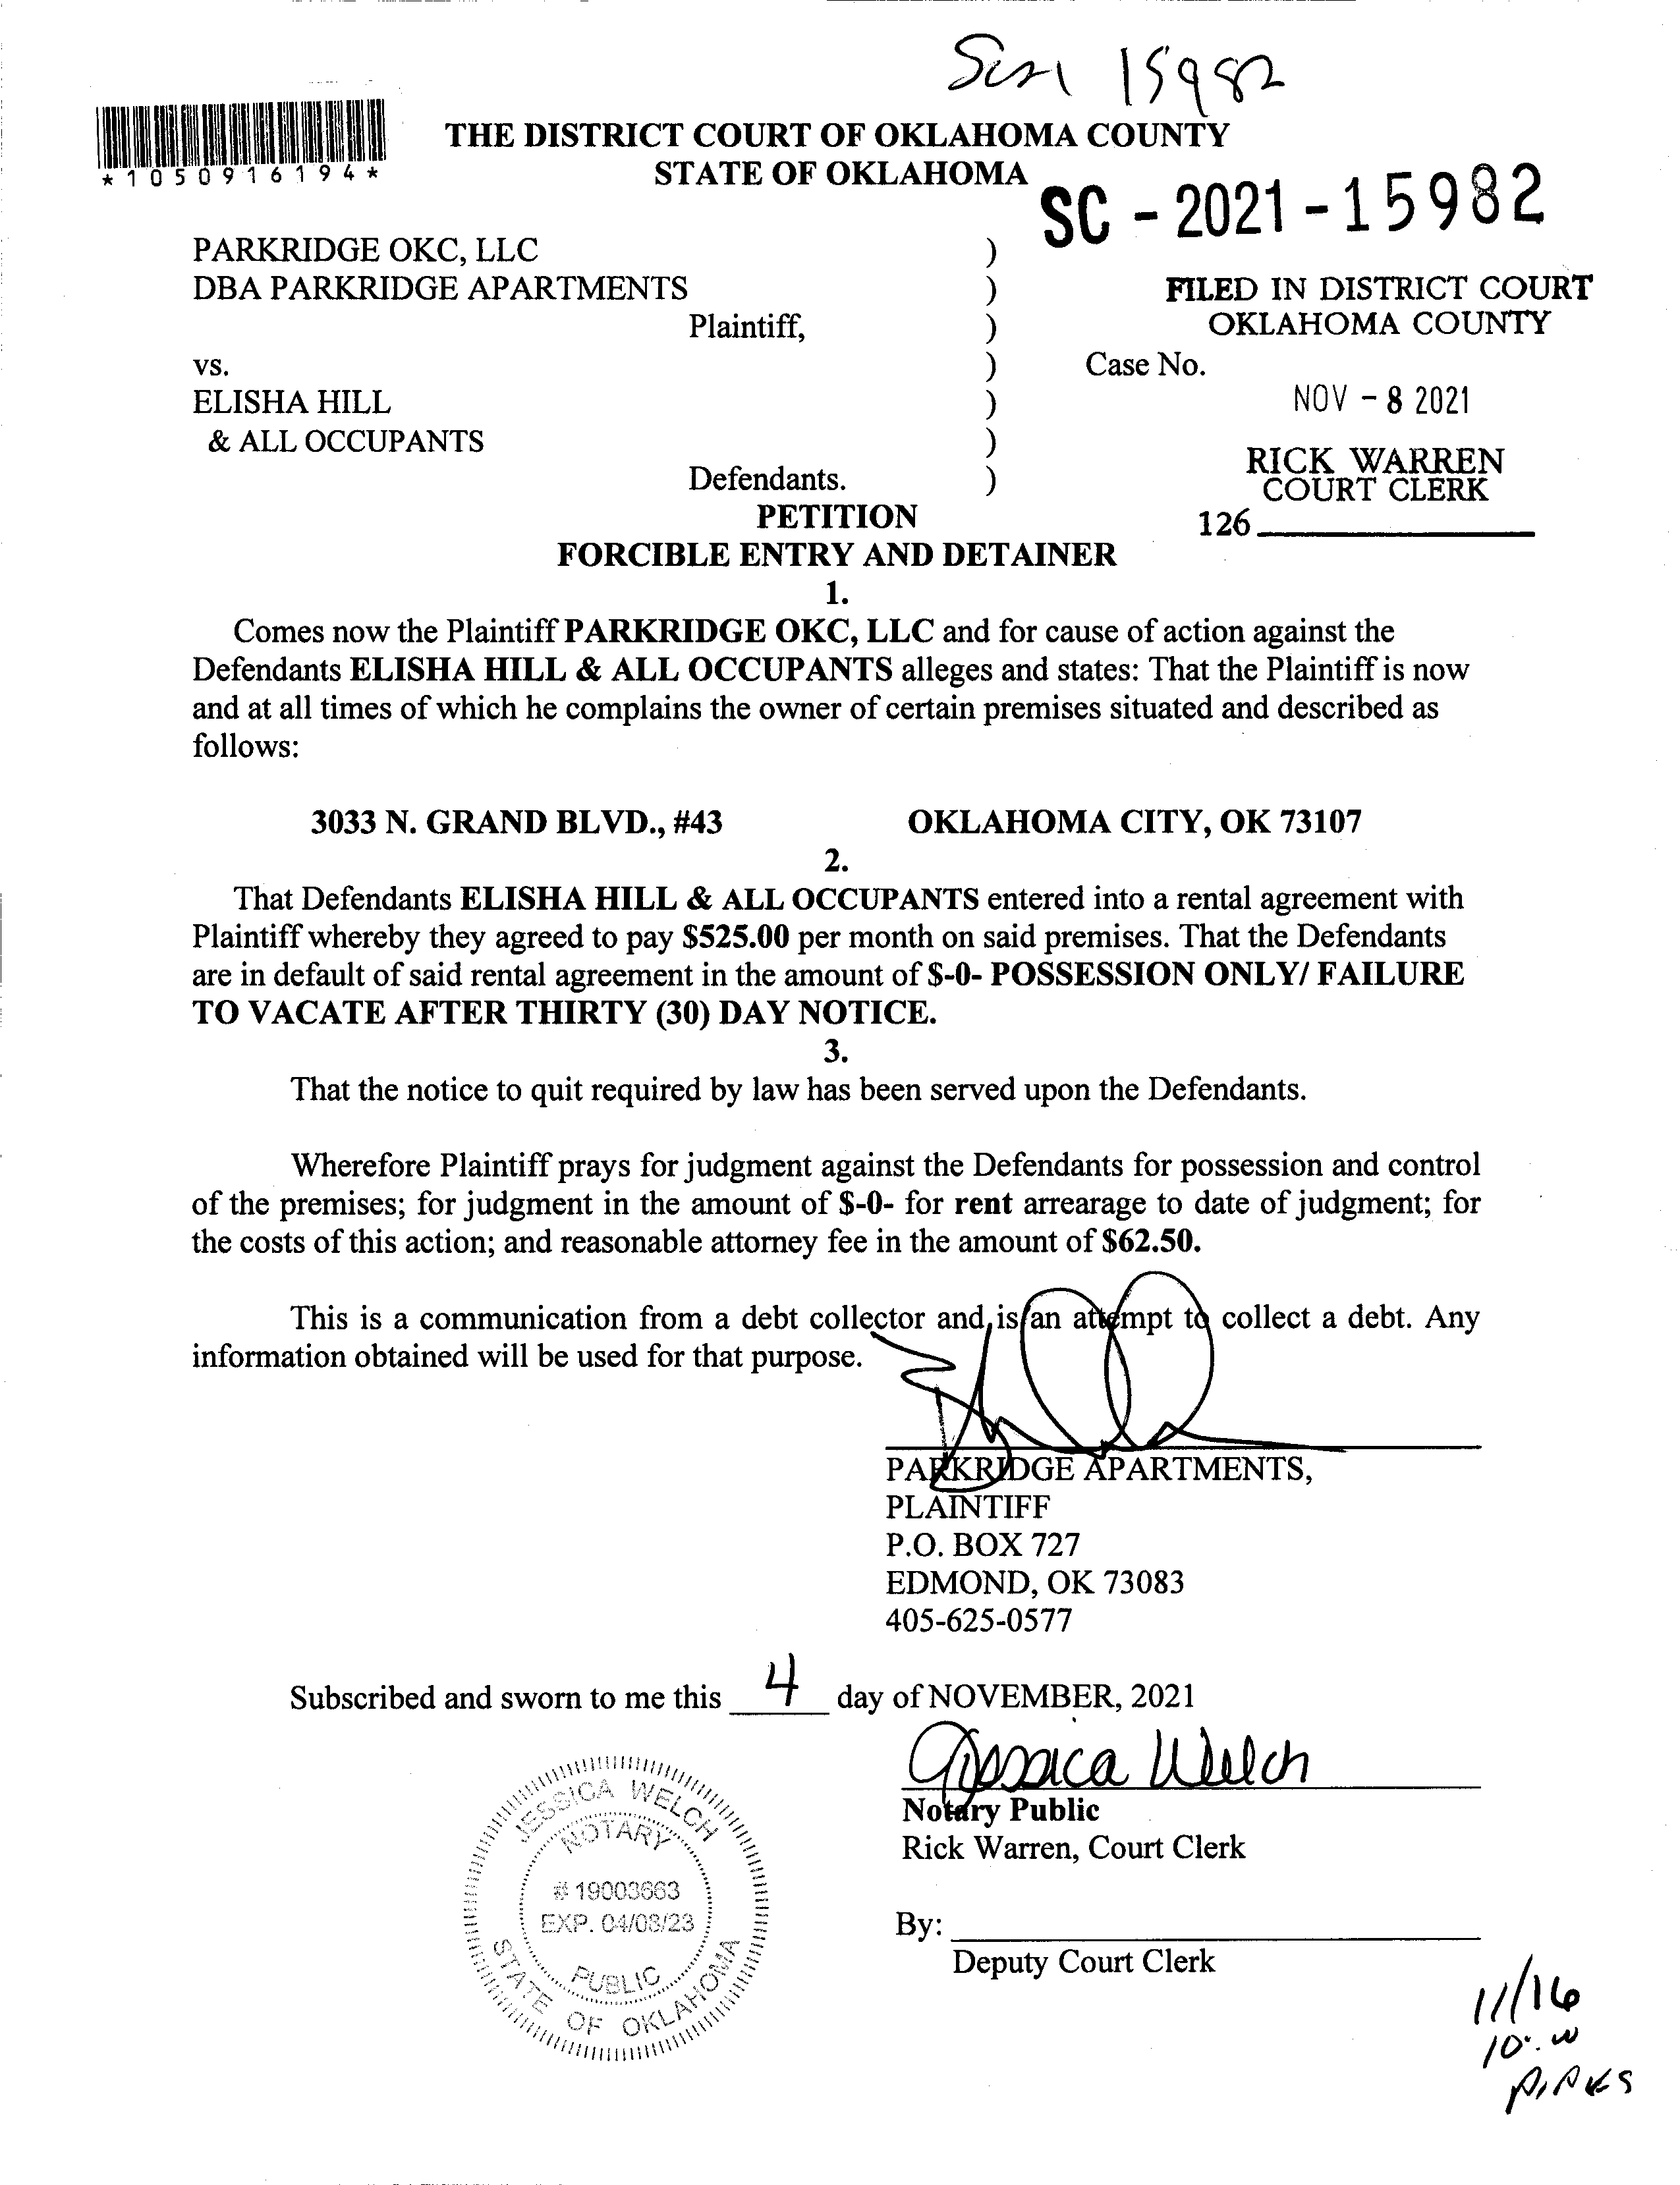 15982
*1050916194*
THE DISTRICT COURT OF OKLAHOMA COUNTY
STATE OF OKLAHOMA
SC - 2021 - 15982
PARKRIDGE OKC, LLC )
DBA PARKRIDGE APARTMENTS )
FILED IN DISTRICT COURT
Plaintiff, )
OKLAHOMA COUNTY
vs. ) Case No.
ELISHA HILL )
NOV - 8 2021
& ALL OCCUPANTS )
RICK WARREN
Defendants. )
COURT CLERK
PETITION
126
FORCIBLE ENTRY AND DETAINER
1.
Comes now the Plaintiff PARKRIDGE OKC, LLC and for cause of action against the
Defendants ELISHA HILL & ALL OCCUPANTS alleges and states: That the Plaintiff is now
and at all times of which he complains the owner of certain premises situated and described as
follows:
3033 N. GRAND BLVD., #43 OKLAHOMA CITY, OK 73107
2.
That Defendants ELISHA HILL & ALL OCCUPANTS entered into a rental agreement with
Plaintiff whereby they agreed to pay $525.00 per month on said premises. That the Defendants
are in default of said rental agreement in the amount of $-0- POSSESSION ONLY/ FAILURE
TO VACATE AFTER THIRTY (30) DAY NOTICE.
3.
That the notice to quit required by law has been served upon the Defendants.
Wherefore Plaintiff prays for judgment against the Defendants for possession and control
of the premises; for judgment in the amount of $-0- for rent arrearage to date of judgment; for
the costs of this action; and reasonable attorney fee in the amount of $62.50.
This is a communication from a debt collector and is an attempt to collect a debt. Any
information obtained will be used for that purpose.
PARKRIDGE APARTMENTS,
PLAINTIFF
P.O. BOX 727
EDMOND, OK 73083
405-625-0577
Subscribed and sworn to me this 4 day of NOVEMBER, 2021
Jessica Welch
Notary Public
Rick Warren, Court Clerk
By:
Deputy Court Clerk
JESSICA WELCH
NOTARY
# 19003663
EXP. 04/03/23
PUBLIC
STATE OF OKLAHOMA
11/16